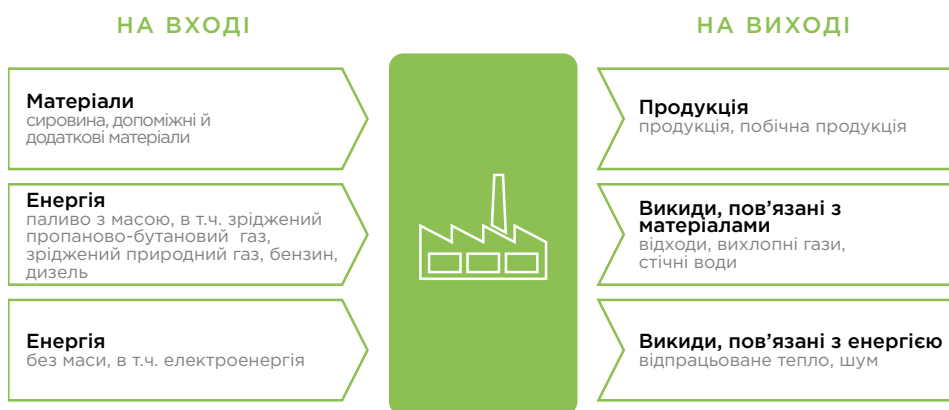 НА ВХОДІ
Матеріали
сировина, допоміжні й
додаткові матеріали
Енергія
паливо з масою, в т.ч. зріджений
пропаново-бутановий газ,
зріджений природний газ, бензин,
дизель
Енергія
без маси, в т.ч. електроенергія
НА ВИХОДІ
Продукція
продукція, побічна продукція
Викиди, пов’язані з
матеріалами
відходи, вихлопні гази,
стічні води
Викиди, пов’язані з енергією
відпрацьоване тепло, шум